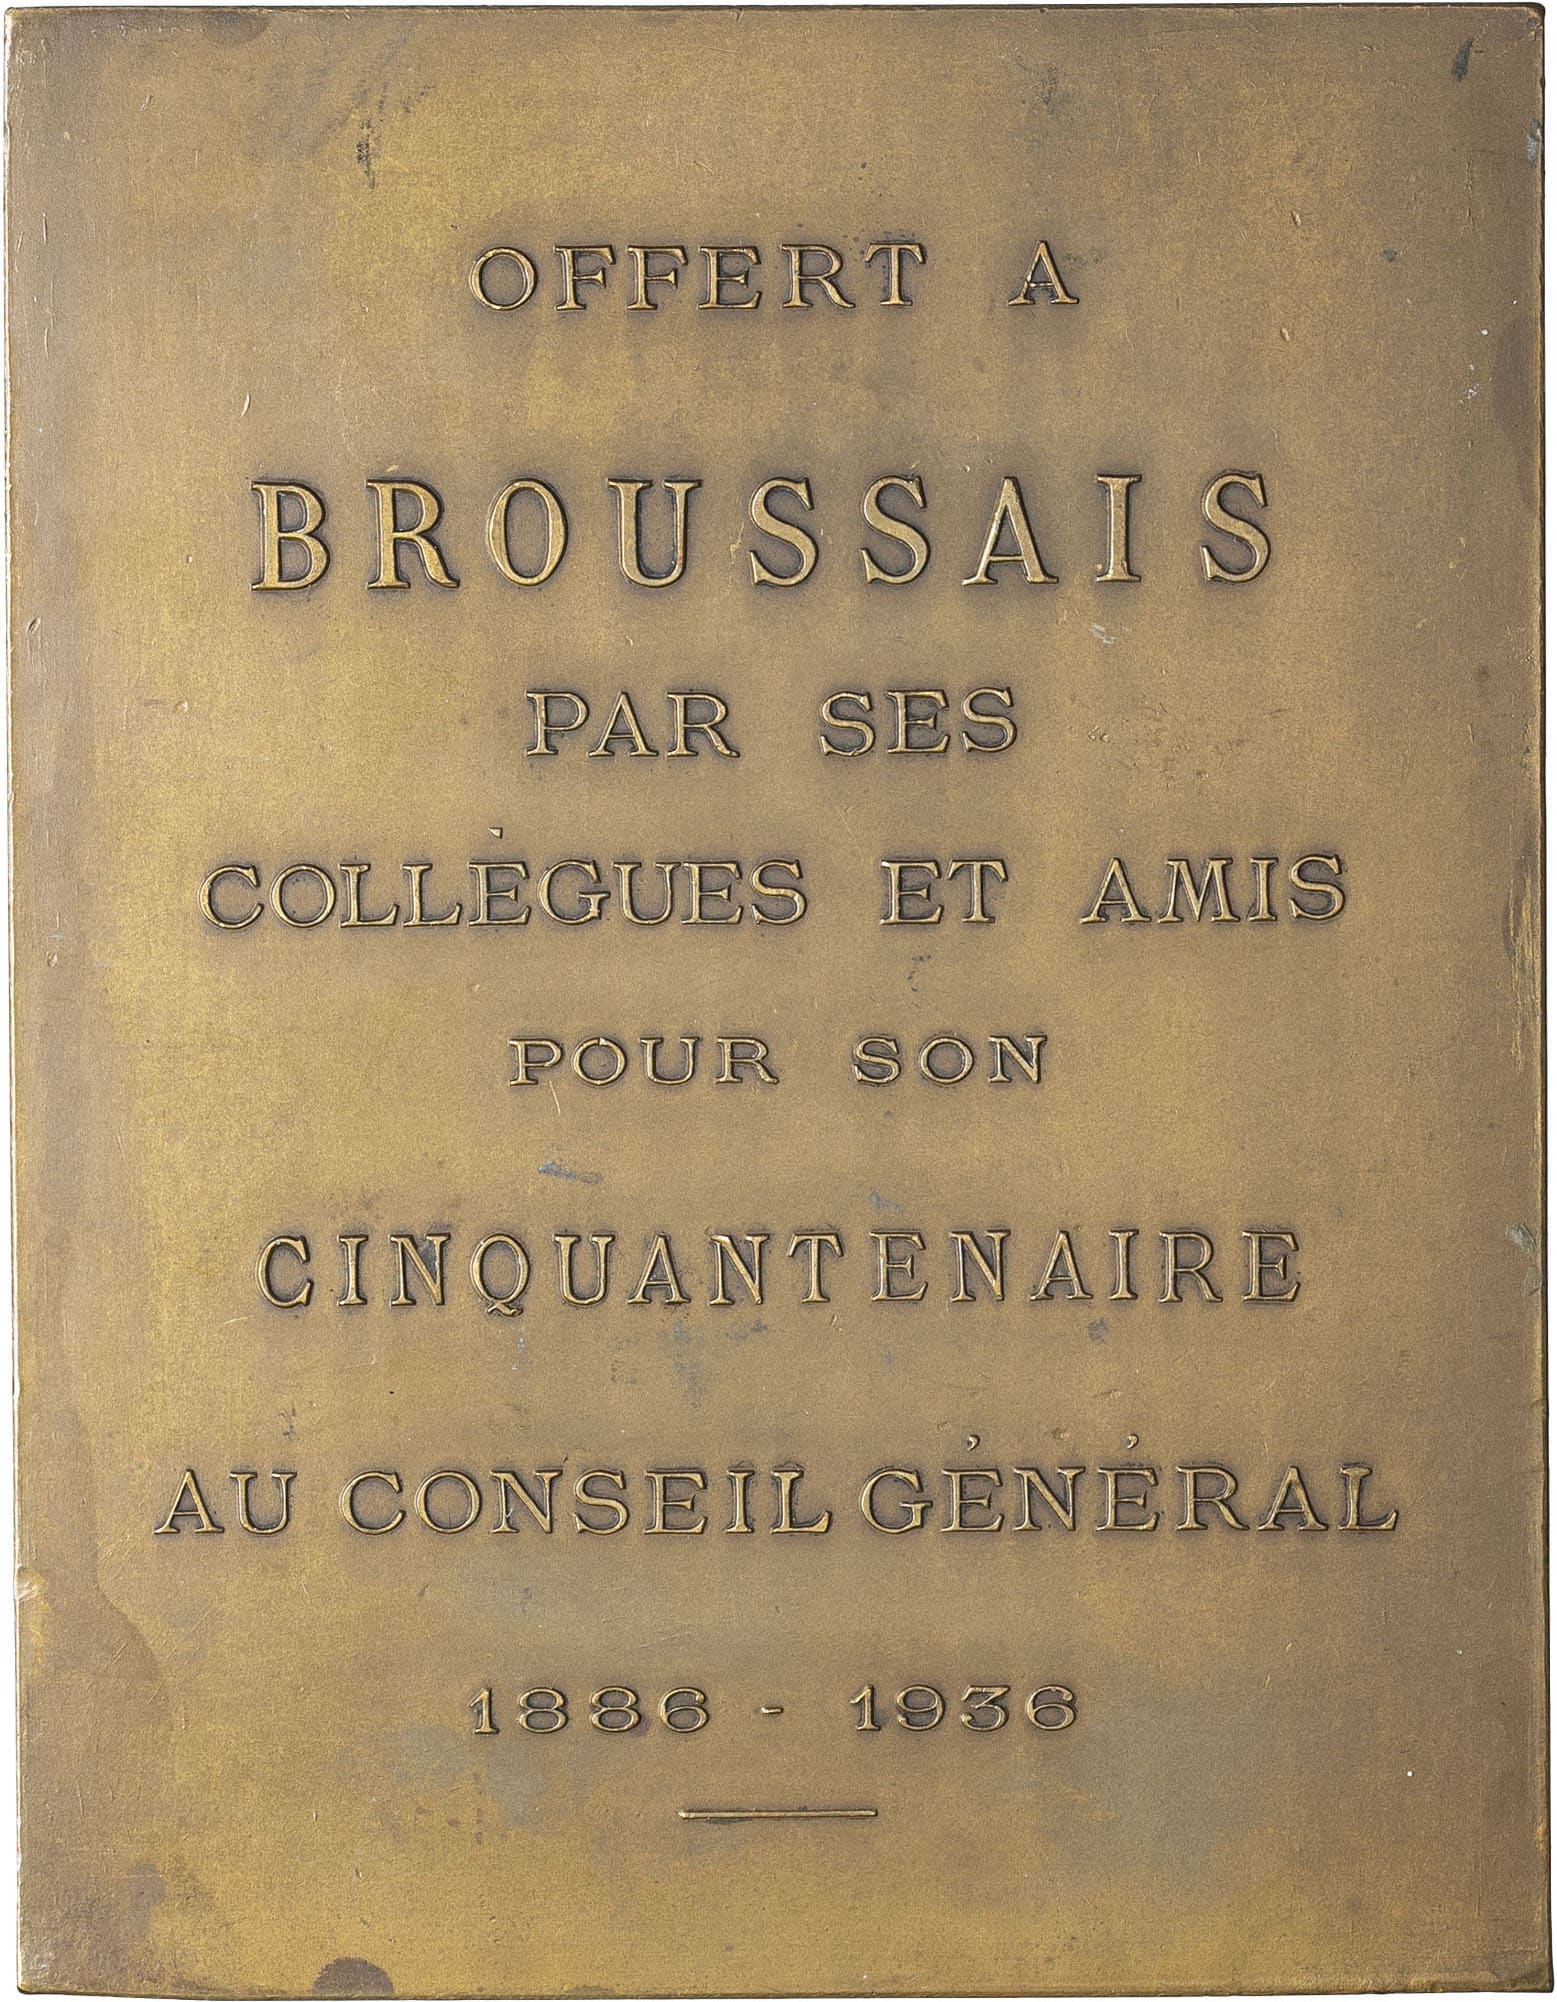 OFFERT A
BROUSSAIS
PAR SES
COLLÈGUES ET AMIS
POUR SON
CINQUANTENAIRE
AU CONSEIL GÉNÉRAL
1886 - 1936